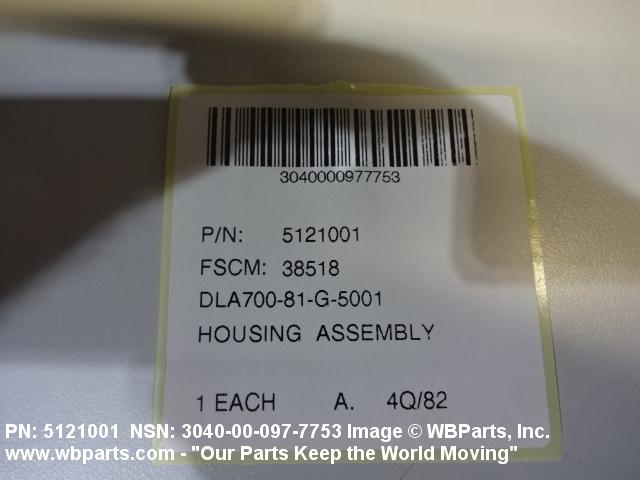 3040000977753
P/N: 5121001
FSCM: 38518
DLA700-81-G-5001
HOUSING ASSEMBLY
1 EACH A. 4Q/82
PN: 5121001 NSN: 3040-00-097-7753 Image © WBParts, Inc.
www.wbparts.com - "Our Parts Keep the World Moving"